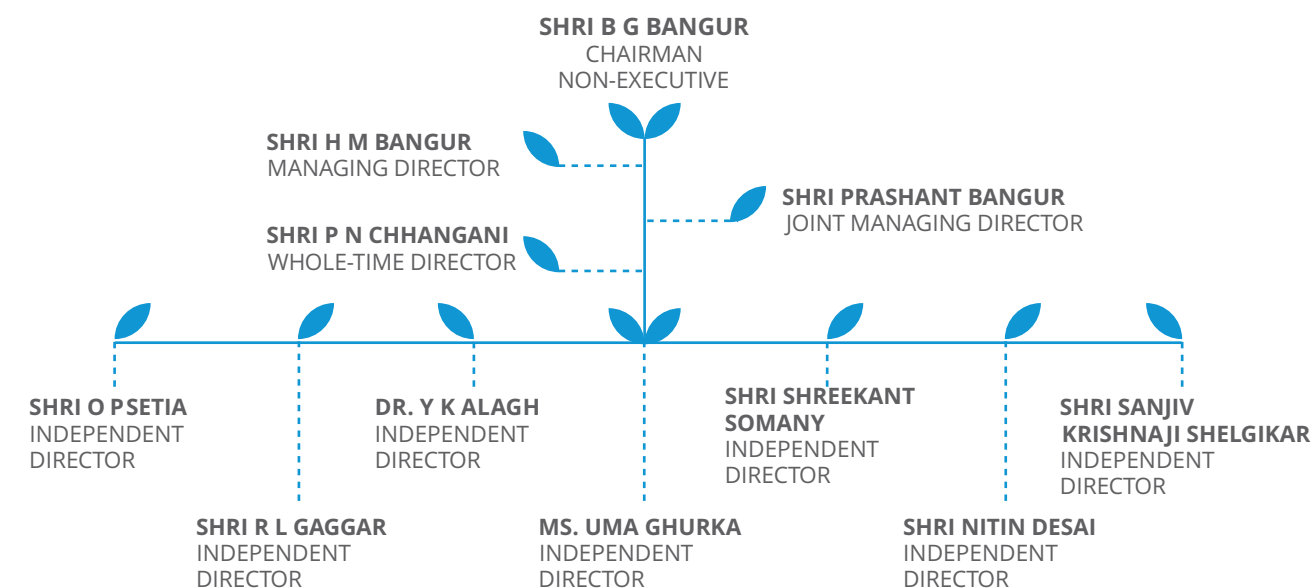 SHRI B G BANGUR
CHAIRMAN
NON-EXECUTIVE
SHRI H M BANGUR
MANAGING DIRECTOR
SHRI PRASHANT BANGUR
JOINT MANAGING DIRECTOR
SHRI P N CHHANGANI
WHOLE-TIME DIRECTOR
SHRI O P SETIA
INDEPENDENT
DIRECTOR
SHRI R L GAGGAR
INDEPENDENT
DIRECTOR
DR. Y K ALAGH
INDEPENDENT
DIRECTOR
MS. UMA GHURKA
INDEPENDENT
DIRECTOR
SHRI SHREEKANT
SOMANY
INDEPENDENT
DIRECTOR
SHRI NITIN DESAI
INDEPENDENT
DIRECTOR
SHRI SANJIV
KRISHNAJI SHELGIKAR
INDEPENDENT
DIRECTOR